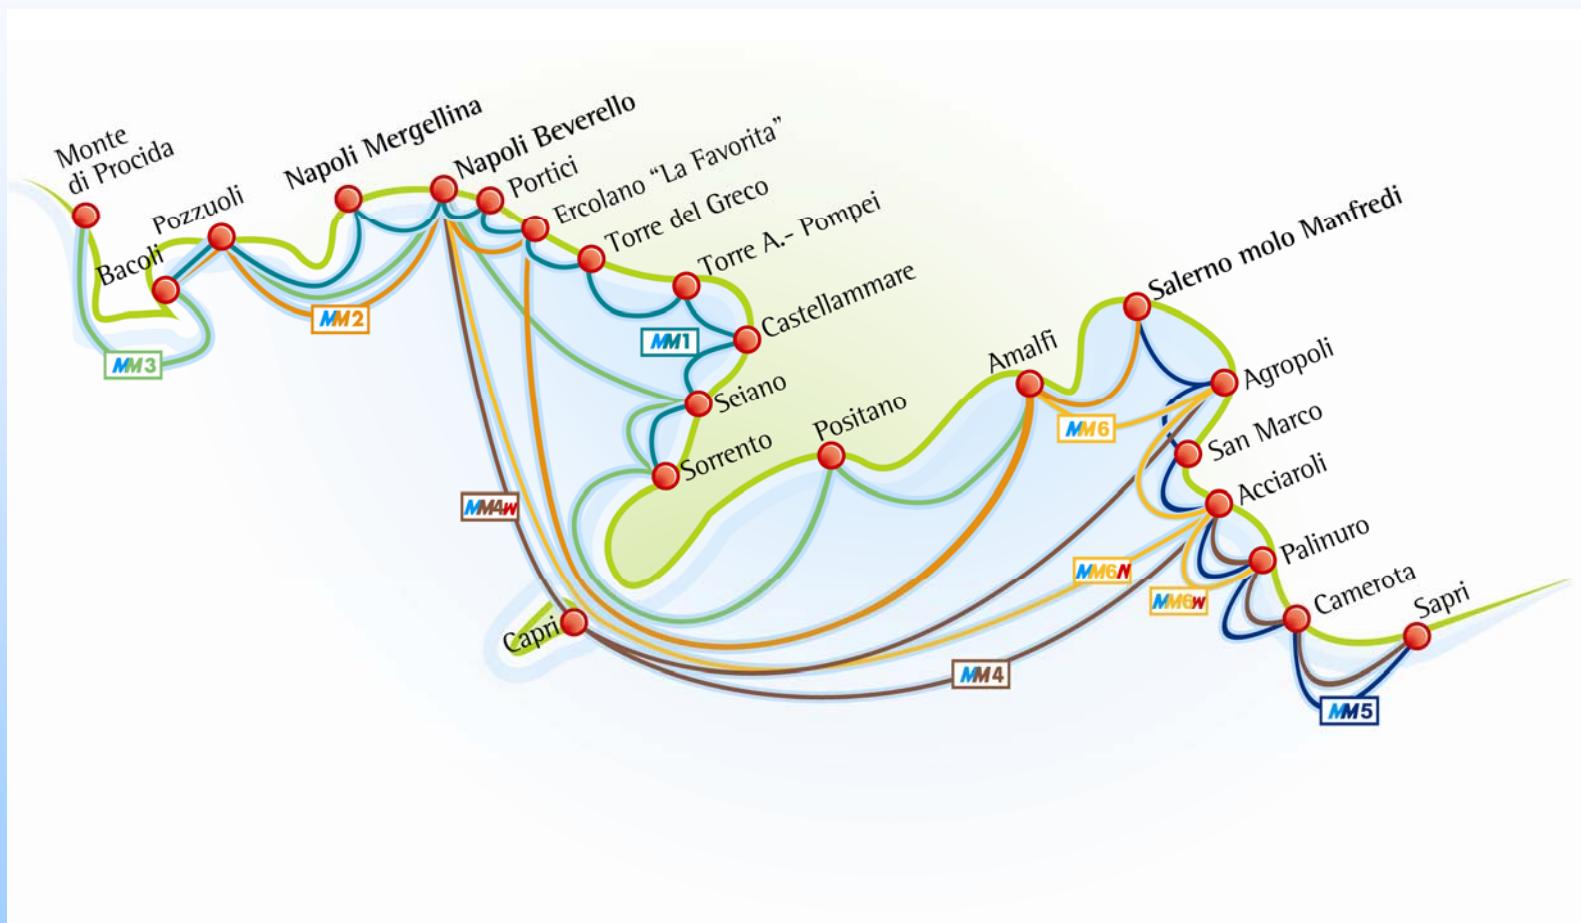 Monte
di Procida
Pozzuoli
Bacoli
Napoli Mergellina
Napoli Beverello
Portici
Ercolano “La Favorita”
Torre del Greco
Torre A.- Pompei
Castellammare
Seiano
Sorrento
Positano
Amalfi
Salerno molo Manfredi
Agropoli
San Marco
Acciaroli
Palinuro
Camerota
Sapri
Capri
MM3
MM2
MM1
MM4W
MM6
MM6N
MM6W
MM4
MM5